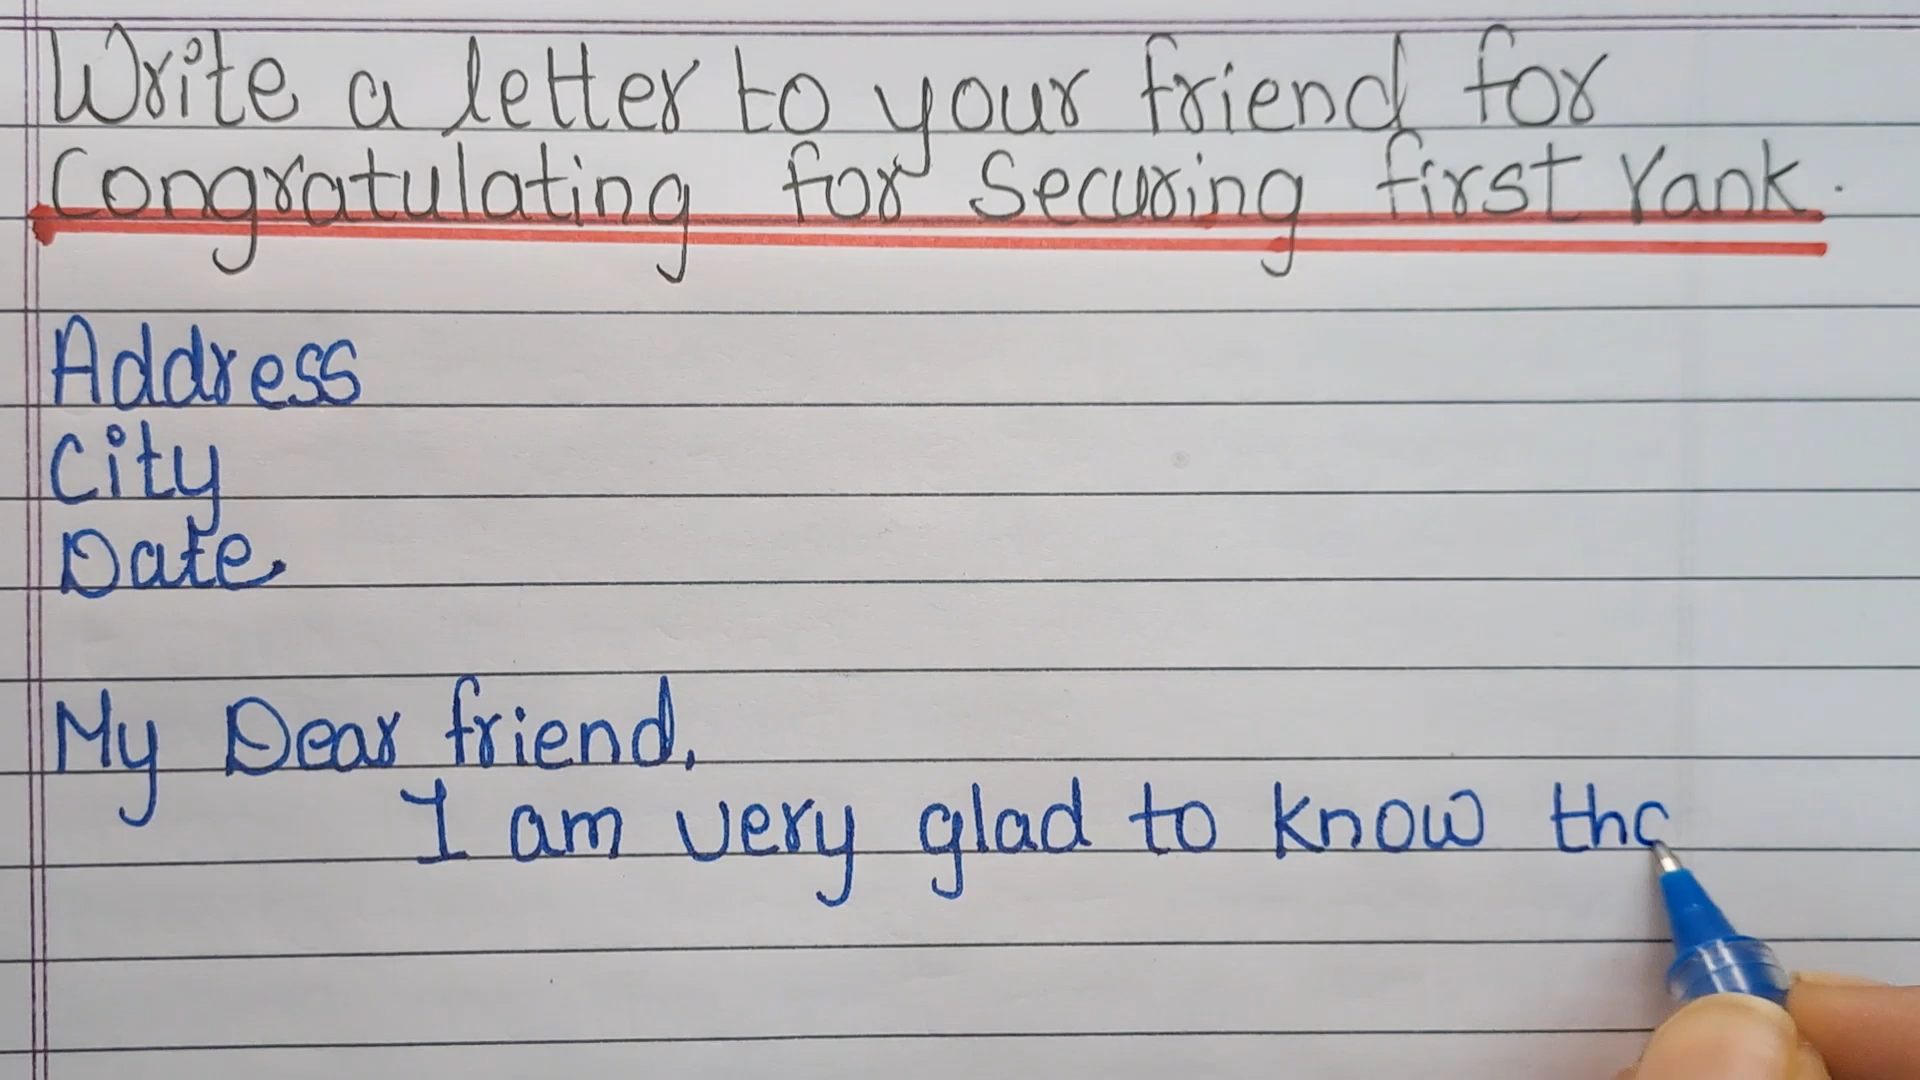 Write a letter to your friend for
Congratulating for Securing first rank.
Address
City
Date.
My Dear friend,
I am very glad to know tha